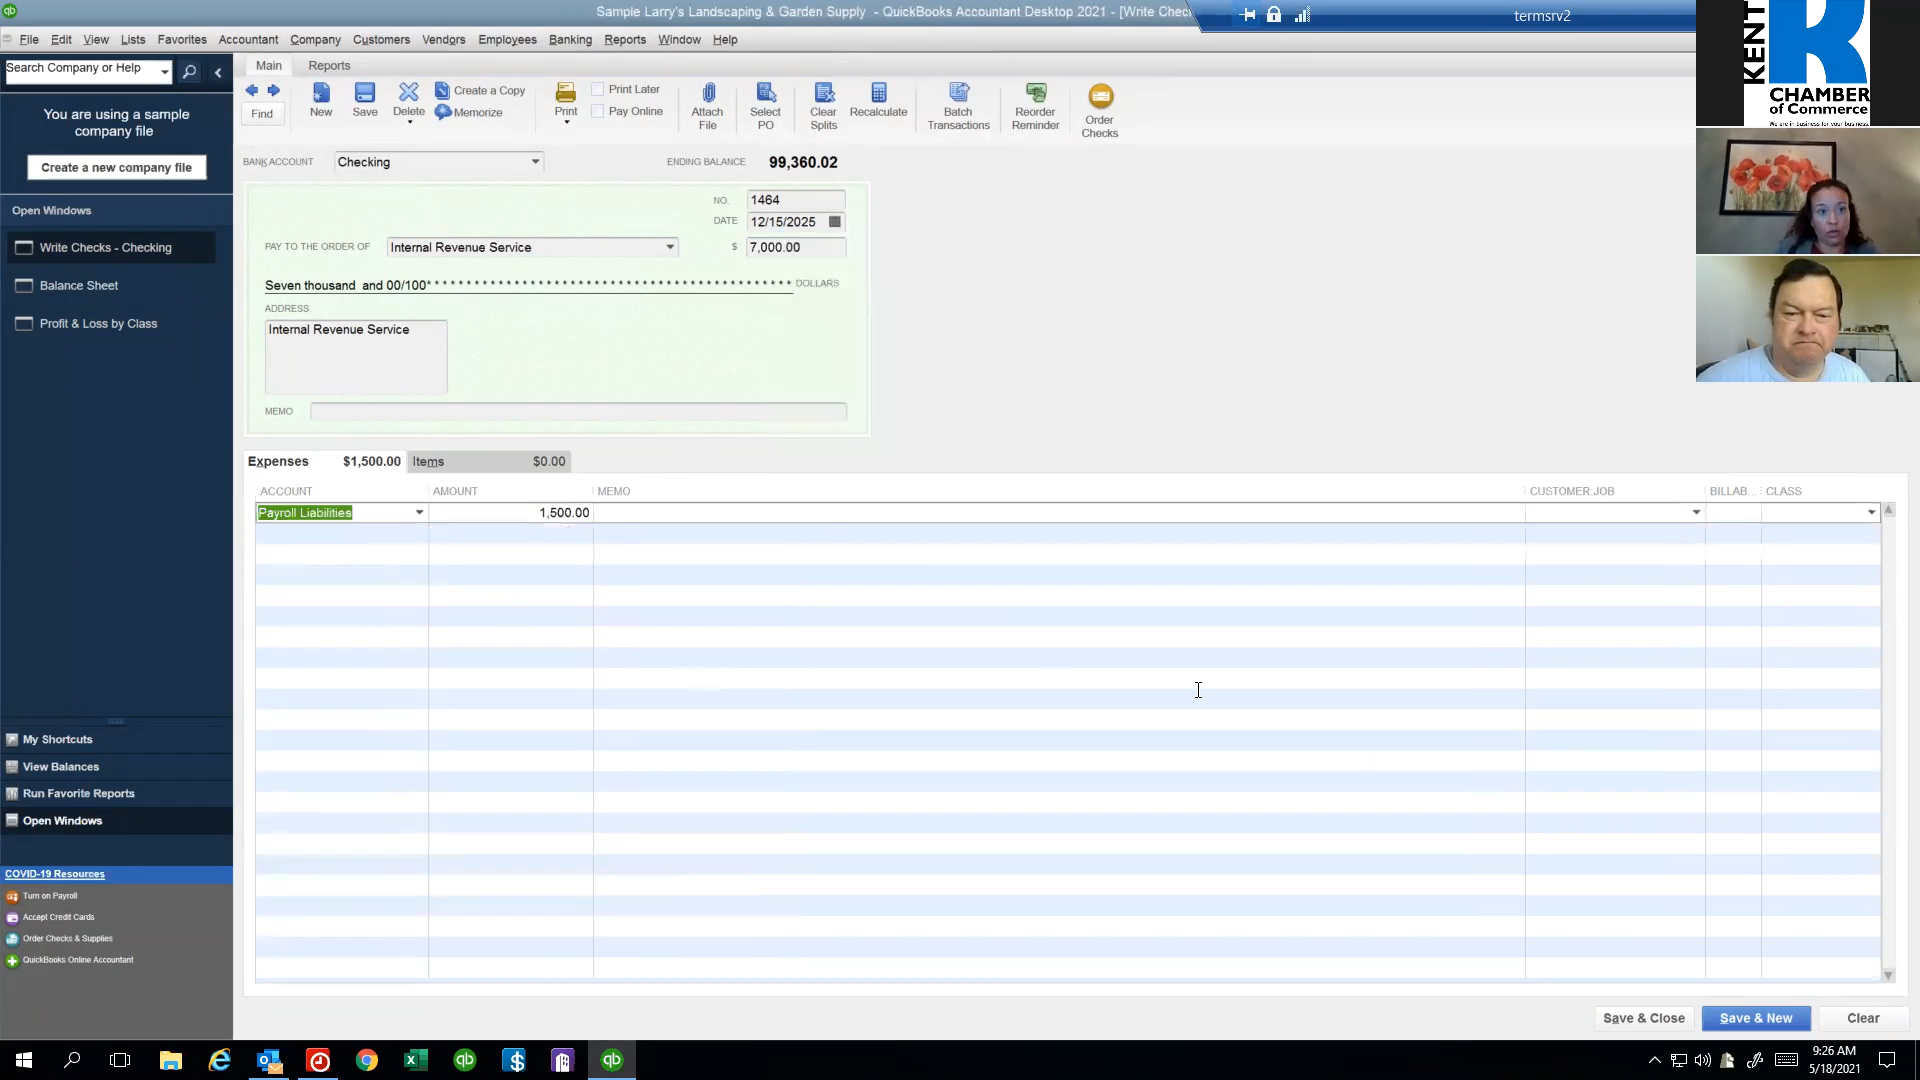 Sample Larry's Landscaping & Garden Supply - QuickBooks Accountant Desktop 2021 - [Write Chec
termsrv2
File Edit View Lists Favorites Accountant Company Customers Vendors Employees Banking Reports Window Help
Search Company or Help
Main Reports
Find
New
Save
Delete
Create a Copy
Memorize
Print
Print Later
Pay Online
Attach File
Select PO
Clear Splits
Recalculate
Batch Transactions
Reorder Reminder
Order Checks
KENT
CHAMBER
of Commerce
We are in business for your business.
You are using a sample
company file
Create a new company file
Open Windows
Write Checks - Checking
Balance Sheet
Profit & Loss by Class
BANK ACCOUNT Checking ENDING BALANCE 99,360.02
NO. 1464
DATE 12/15/2025
PAY TO THE ORDER OF Internal Revenue Service $ 7,000.00
Seven thousand and 00/100* * * * * * * * * * * * * * * * * * * * * * * * * * * * * * * * * * * * * * * * * * * * DOLLARS
ADDRESS
Internal Revenue Service
MEMO
Expenses $1,500.00 Items $0.00
ACCOUNT AMOUNT MEMO CUSTOMER:JOB BILLAB... CLASS
Payroll Liabilities 1,500.00
My Shortcuts
View Balances
Run Favorite Reports
Open Windows
COVID-19 Resources
Turn on Payroll
Accept Credit Cards
Order Checks & Supplies
QuickBooks Online Accountant
Save & Close Save & New Clear
9:26 AM
5/18/2021